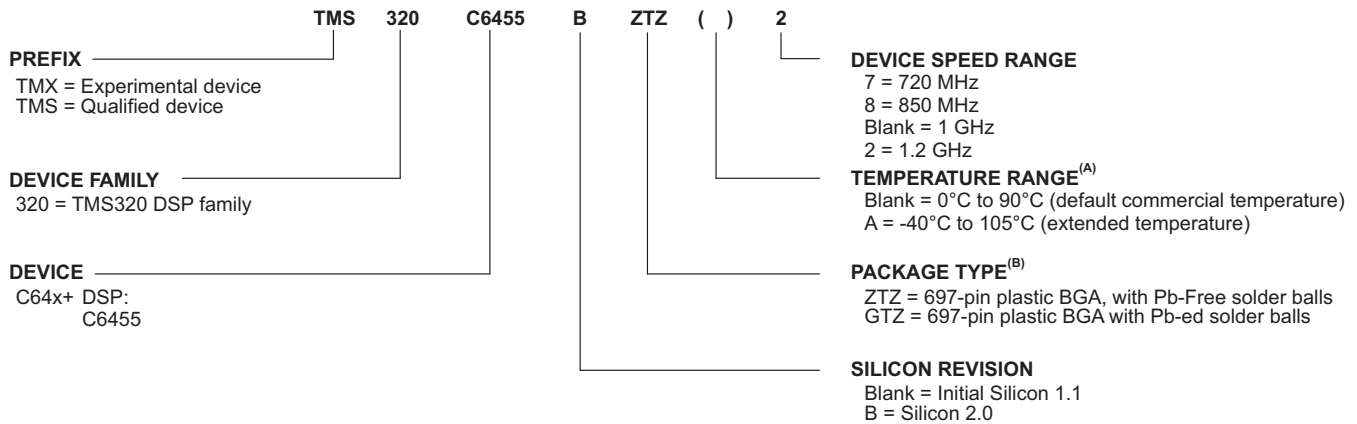 TMS 320 C6455 B ZTZ ( ) 2
PREFIX
TMX = Experimental device
TMS = Qualified device
DEVICE FAMILY
320 = TMS320 DSP family
DEVICE
C64x+ DSP:
C6455
DEVICE SPEED RANGE
7 = 720 MHz
8 = 850 MHz
Blank = 1 GHz
2 = 1.2 GHz
TEMPERATURE RANGE(A)
Blank = 0°C to 90°C (default commercial temperature)
A = -40°C to 105°C (extended temperature)
PACKAGE TYPE(B)
ZTZ = 697-pin plastic BGA, with Pb-Free solder balls
GTZ = 697-pin plastic BGA with Pb-ed solder balls
SILICON REVISION
Blank = Initial Silicon 1.1
B = Silicon 2.0